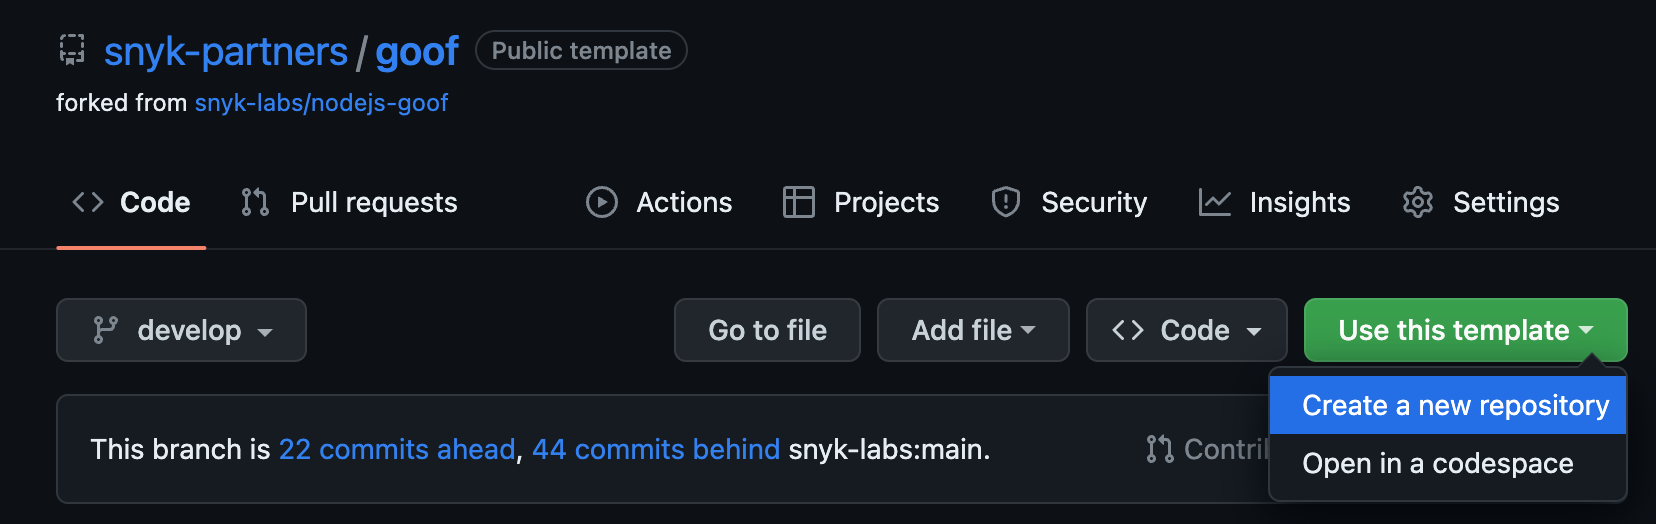 snyk-partners / goof Public template
forked from snyk-labs/nodejs-goof
<> Code Pull requests Actions Projects Security Insights Settings
develop Go to file Add file <> Code Use this template
Create a new repository
This branch is 22 commits ahead, 44 commits behind snyk-labs:main. Contri
Open in a codespace